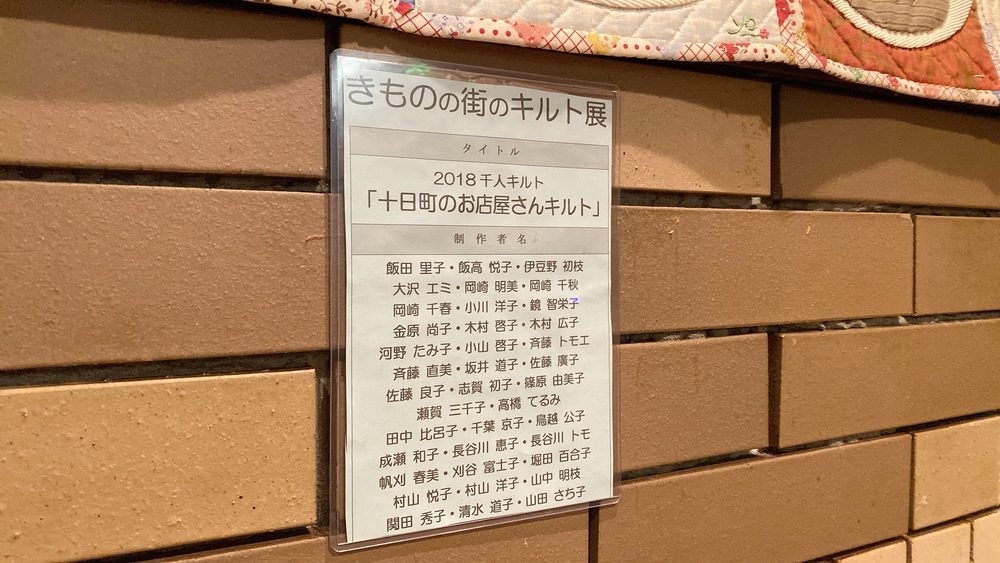 きものの街のキルト展
タイトル
2018千人キルト
「十日町のお店屋さんキルト」
制作者名
飯田 里子・飯高 悦子・伊豆野 初枝
大沢 エミ・岡崎 明美・岡崎 千秋
岡崎 千春・小川 洋子・鏡 智栄子
金原 尚子・木村 啓子・木村 広子
河野 たみ子・小山 啓子・斉藤 トモエ
斉藤 直美・坂井 道子・佐藤 廣子
佐藤 良子・志賀 初子・篠原 由美子
瀬賀 三千子・高橋 てるみ
田中 比呂子・千葉 京子・鳥越 公子
成瀬 和子・長谷川 恵子・長谷川 トモ
帆刈 春美・刈谷 富士子・堀田 百合子
村山 悦子・村山 洋子・山中 明枝
関田 秀子・清水 道子・山田 さち子